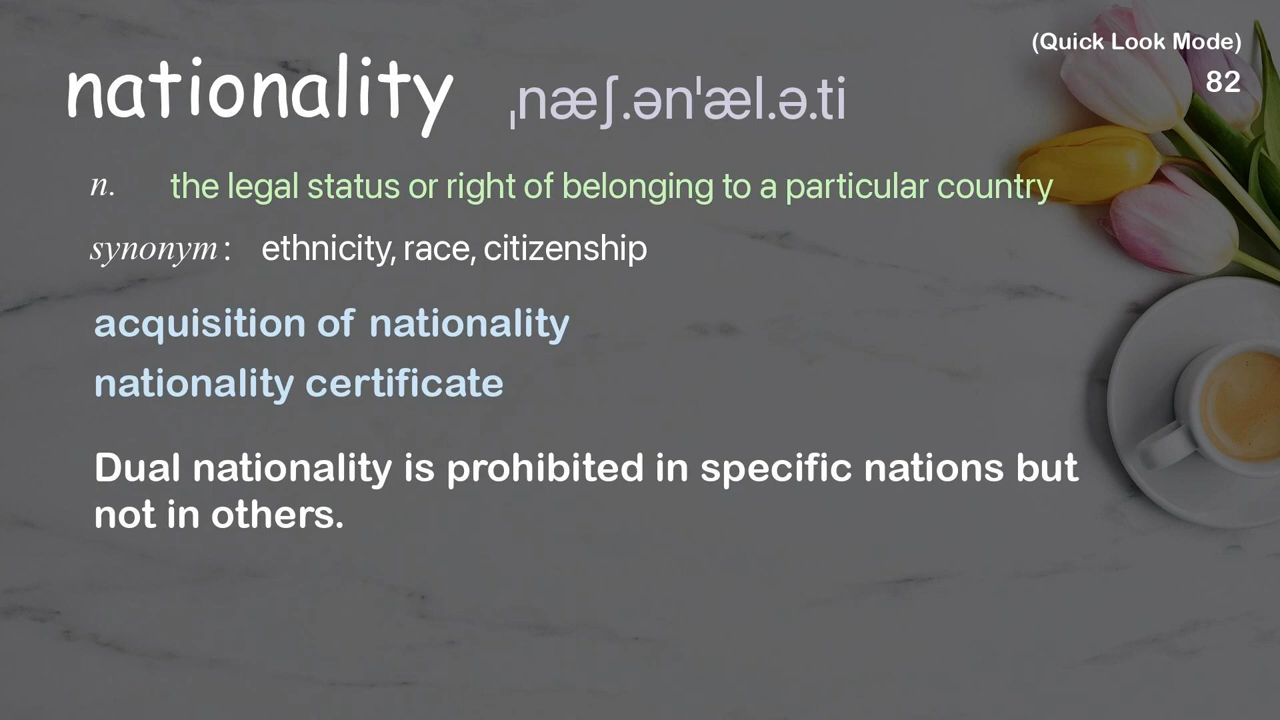 (Quick Look Mode)
nationality ˌnæʃ.ənˈæl.ə.ti
82
n. the legal status or right of belonging to a particular country
synonym: ethnicity, race, citizenship
acquisition of nationality
nationality certificate
Dual nationality is prohibited in specific nations but
not in others.